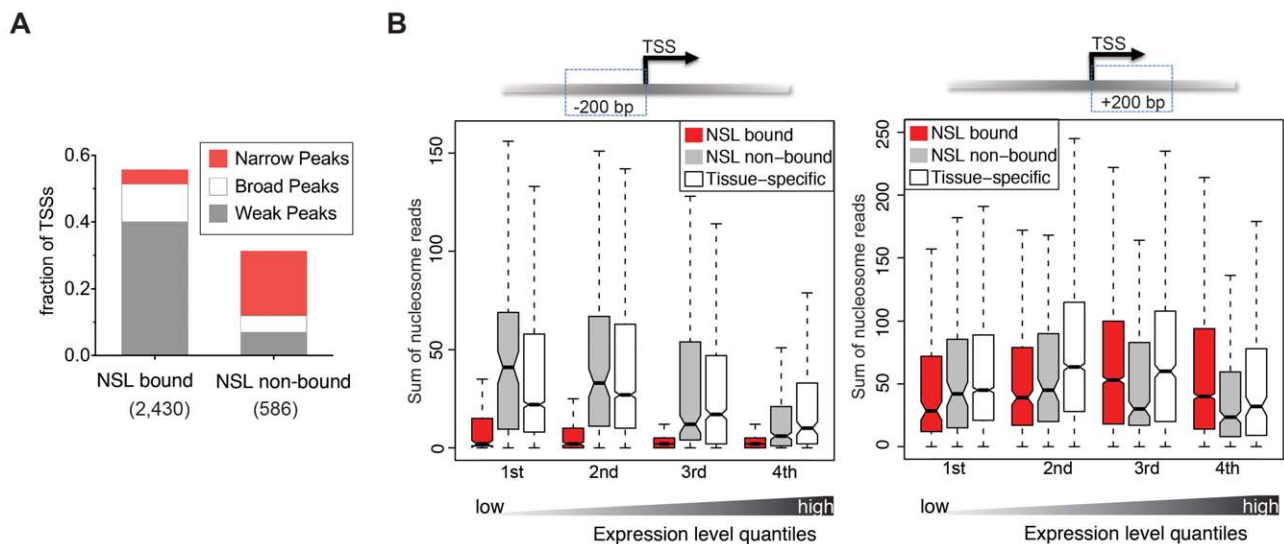 A
fraction of TSSs
0.6
0.4
0.2
0.0
Narrow Peaks
Broad Peaks
Weak Peaks
NSL bound
(2,430)
NSL non-bound
(586)
B
TSS
-200 bp
Sum of nucleosome reads
150
100
50
0
NSL bound
NSL non-bound
Tissue-specific
1st
2nd
3rd
4th
low
high
Expression level quantiles
TSS
+200 bp
Sum of nucleosome reads
250
200
150
100
50
0
NSL bound
NSL non-bound
Tissue-specific
1st
2nd
3rd
4th
low
high
Expression level quantiles